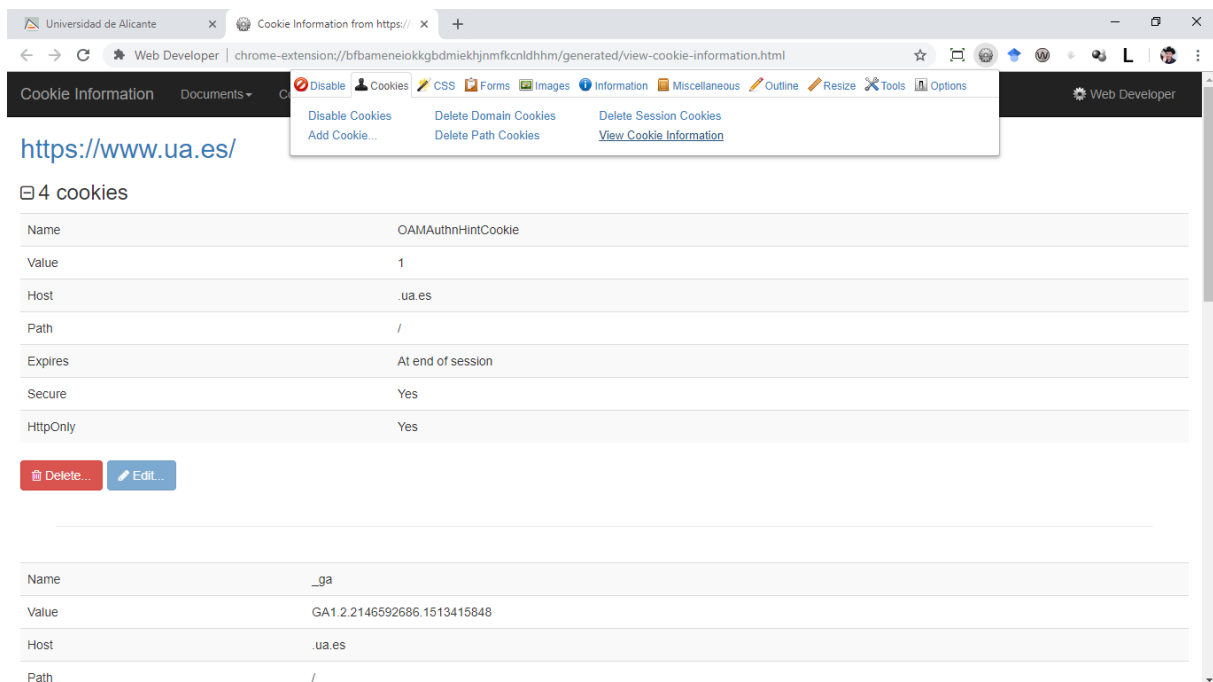 Universidad de Alicante
Cookie Information from https://
Web Developer | chrome-extension://bfbameneiokkgbdmiekhjnmfkcnldhhm/generated/view-cookie-information.html
Cookie Information Documents Co Web Developer
Disable Cookies CSS Forms Images Information Miscellaneous Outline Resize Tools Options
Disable Cookies Delete Domain Cookies Delete Session Cookies
Add Cookie... Delete Path Cookies View Cookie Information
https://www.ua.es/
4 cookies
Name OAMAuthnHintCookie
Value 1
Host .ua.es
Path /
Expires At end of session
Secure Yes
HttpOnly Yes
Delete... Edit...
Name _ga
Value GA1.2.2146592686.1513415848
Host .ua.es
Path /